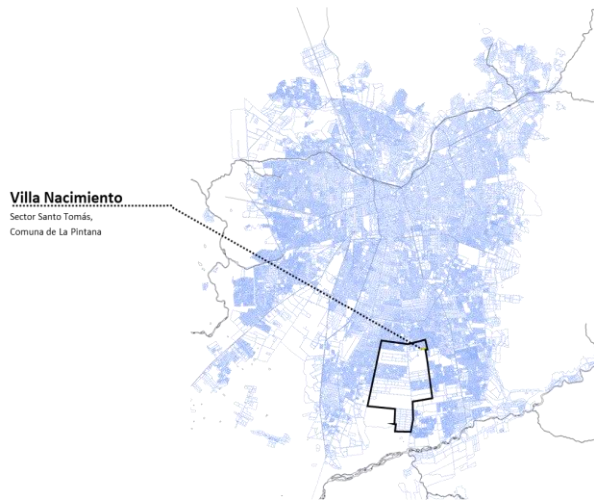 Villa Nacimiento
Sector Santo Tomás,
Comuna de La Pintana